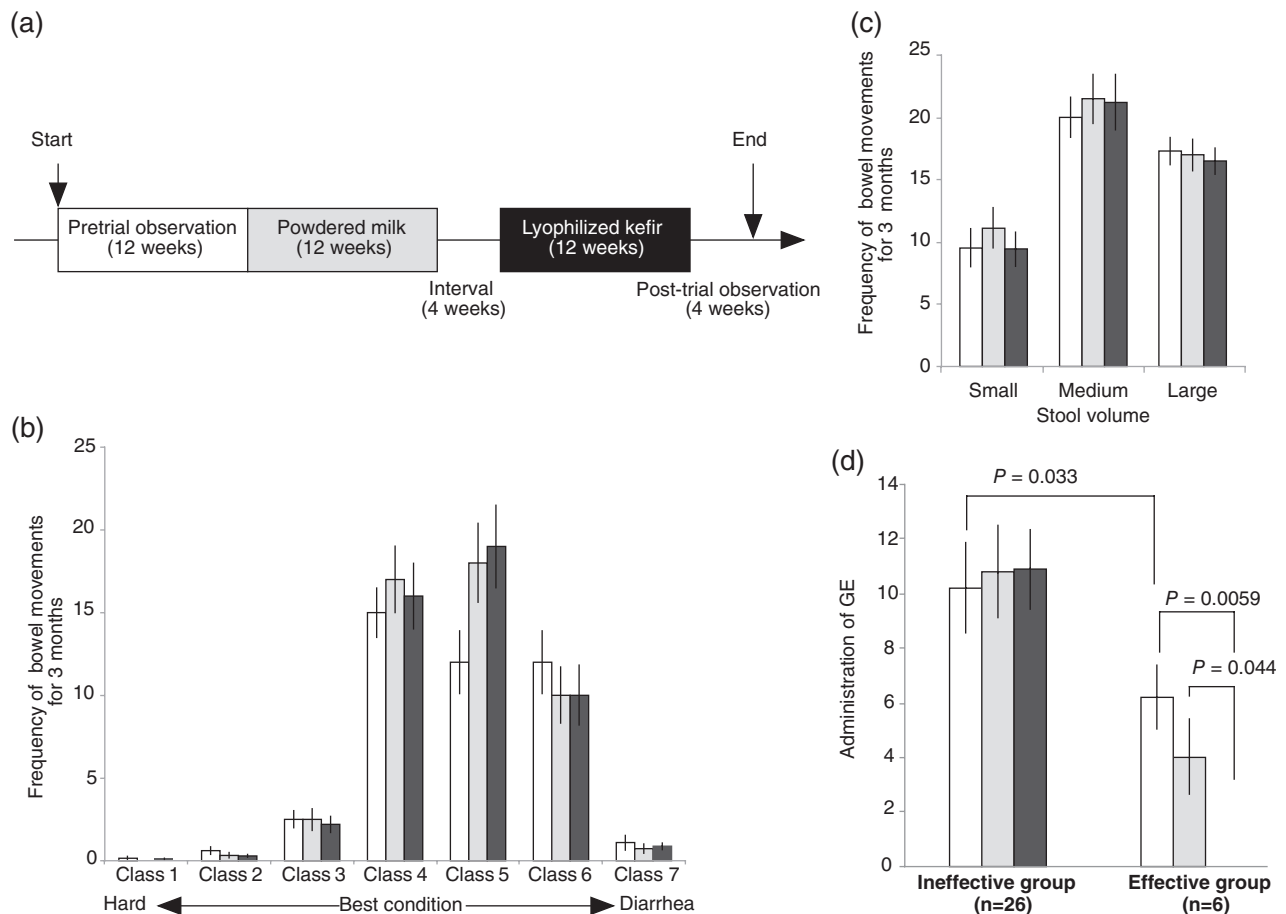 (a)
Start
End
Pretrial observation
(12 weeks)
Powdered milk
(12 weeks)
Lyophilized kefir
(12 weeks)
Interval
(4 weeks)
Post-trial observation
(4 weeks)
(b)
Frequency of bowel movements
for 3 months
25
20
15
10
5
0
Class 1
Class 2
Class 3
Class 4
Class 5
Class 6
Class 7
Hard
Best condition
Diarrhea
(c)
Frequency of bowel movements
for 3 months
25
20
15
10
5
0
Small
Medium
Large
Stool volume
(d)
Administration of GE
14
12
10
8
6
4
2
0
P = 0.033
P = 0.0059
P = 0.044
Ineffective group
(n=26)
Effective group
(n=6)